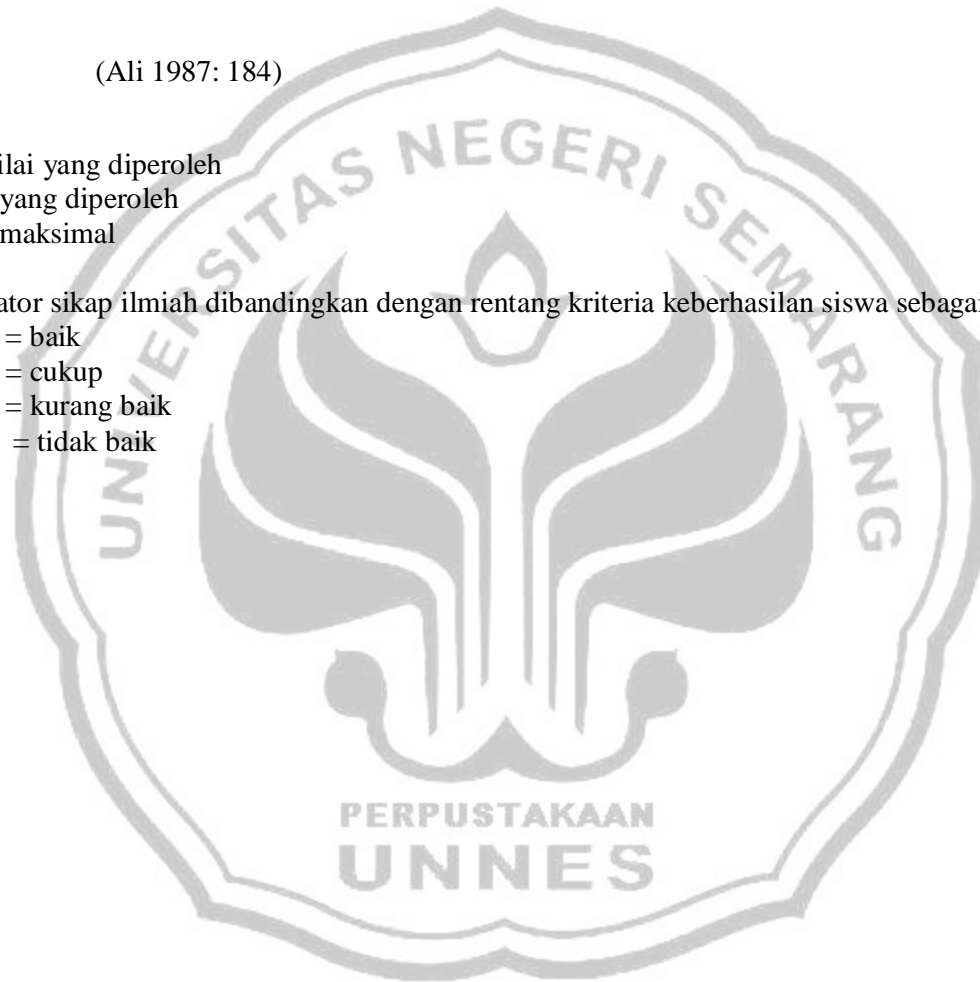 (Ali 1987: 184)
ilai yang diperoleh
yang diperoleh
maksimal
ator sikap ilmiah dibandingkan dengan rentang kriteria keberhasilan siswa sebagai
= baik
= cukup
= kurang baik
= tidak baik
UNIVERSITAS NEGERI SEMARANG
PERPUSTAKAAN
UNNES